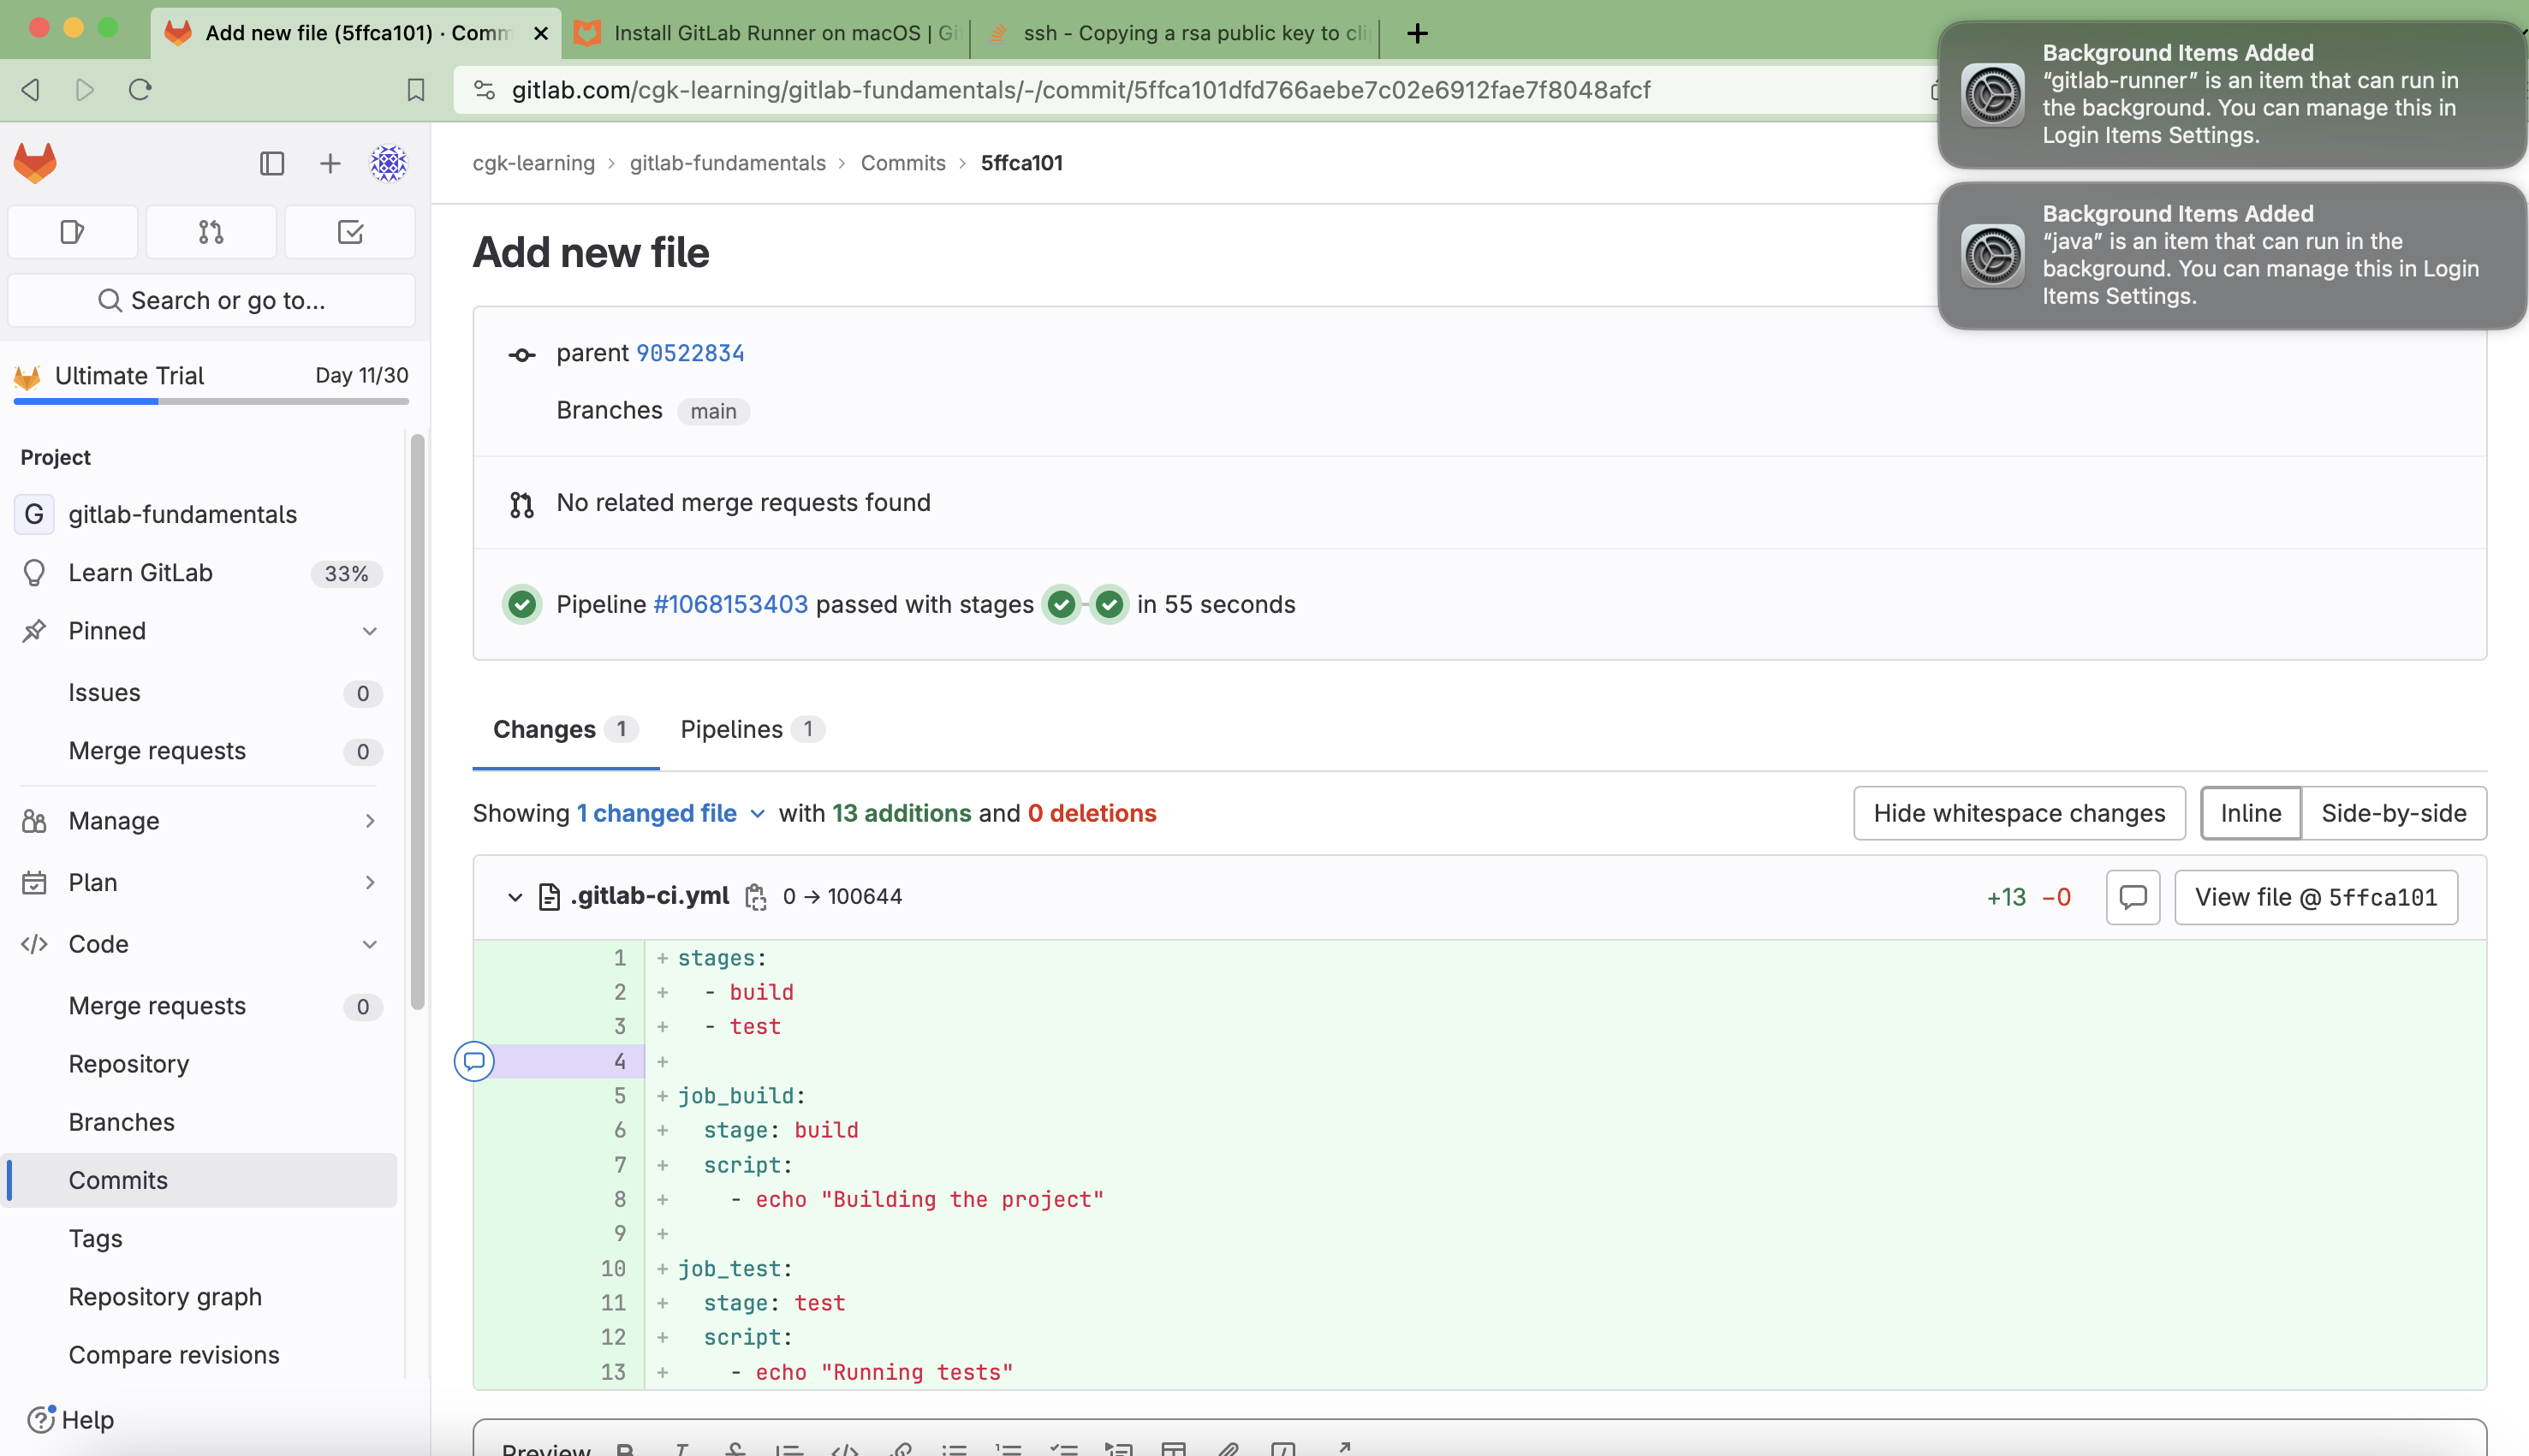 Add new file (5ffca101) · Comm
Install GitLab Runner on macOS | Gi
ssh - Copying a rsa public key to cli
gitlab.com/cgk-learning/gitlab-fundamentals/-/commit/5ffca101dfd766aebe7c02e6912fae7f8048afcf
Background Items Added
“gitlab-runner” is an item that can run in
the background. You can manage this in
Login Items Settings.
Background Items Added
“java” is an item that can run in the
background. You can manage this in Login
Items Settings.
Search or go to...
Ultimate Trial Day 11/30
Project
G gitlab-fundamentals
Learn GitLab 33%
Pinned
Issues 0
Merge requests 0
Manage
Plan
Code
Merge requests 0
Repository
Branches
Commits
Tags
Repository graph
Compare revisions
Help
cgk-learning > gitlab-fundamentals > Commits > 5ffca101
Add new file
parent 90522834
Branches main
No related merge requests found
Pipeline #1068153403 passed with stages in 55 seconds
Changes 1 Pipelines 1
Showing 1 changed file with 13 additions and 0 deletions
Hide whitespace changes Inline Side-by-side
.gitlab-ci.yml 0 → 100644 +13 −0 View file @ 5ffca101
1 + stages:
2 + - build
3 + - test
4 +
5 + job_build:
6 + stage: build
7 + script:
8 + - echo "Building the project"
9 +
10 + job_test:
11 + stage: test
12 + script:
13 + - echo "Running tests"
Preview